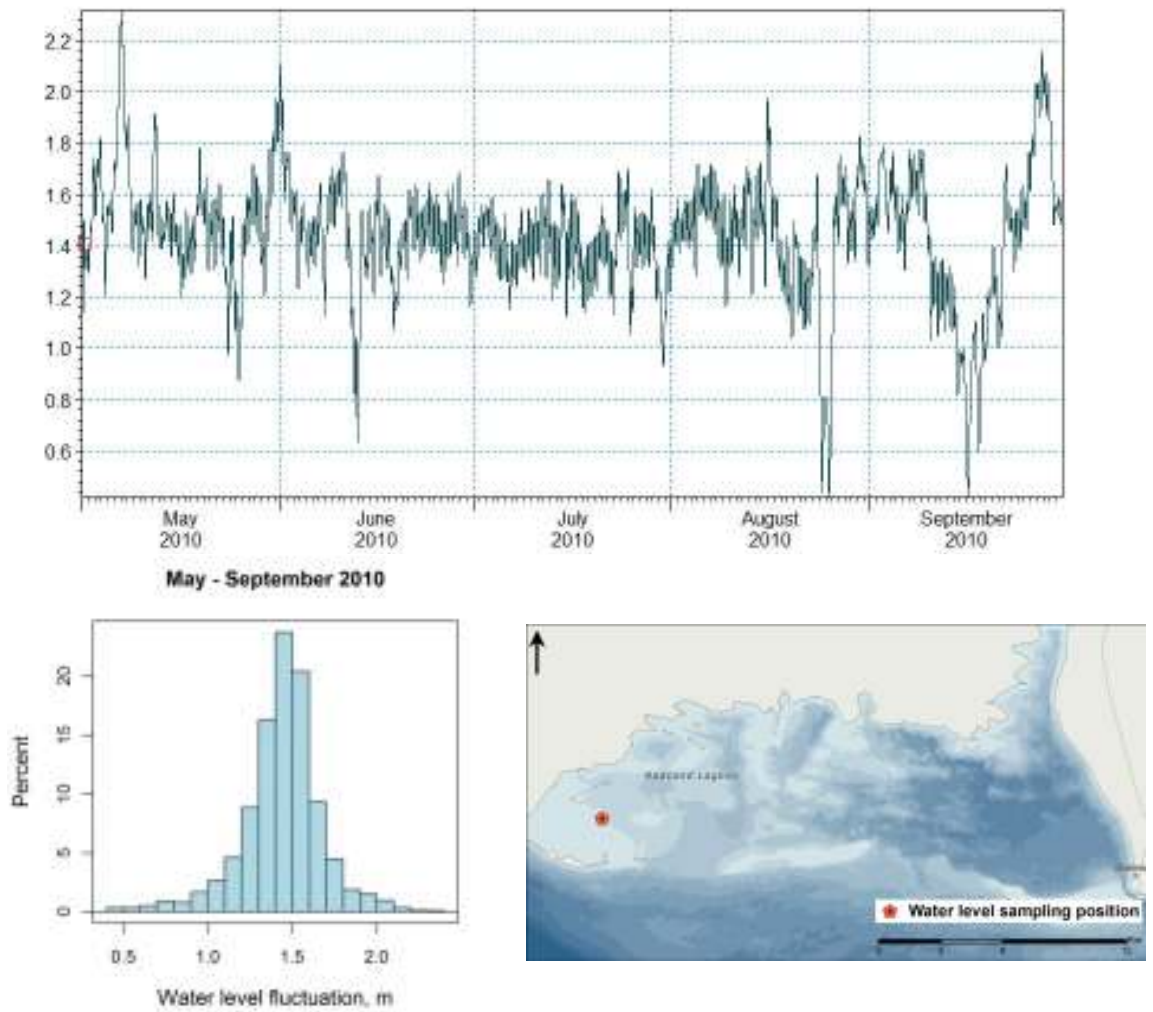 2.2
2.0
1.8
1.6
1.4
1.2
1.0
0.8
0.6
May June July August September
2010 2010 2010 2010 2010
May - September 2010
Percent
20
15
10
5
0
0.5 1.0 1.5 2.0
Water level fluctuation, m
Lagoon
Water level sampling position